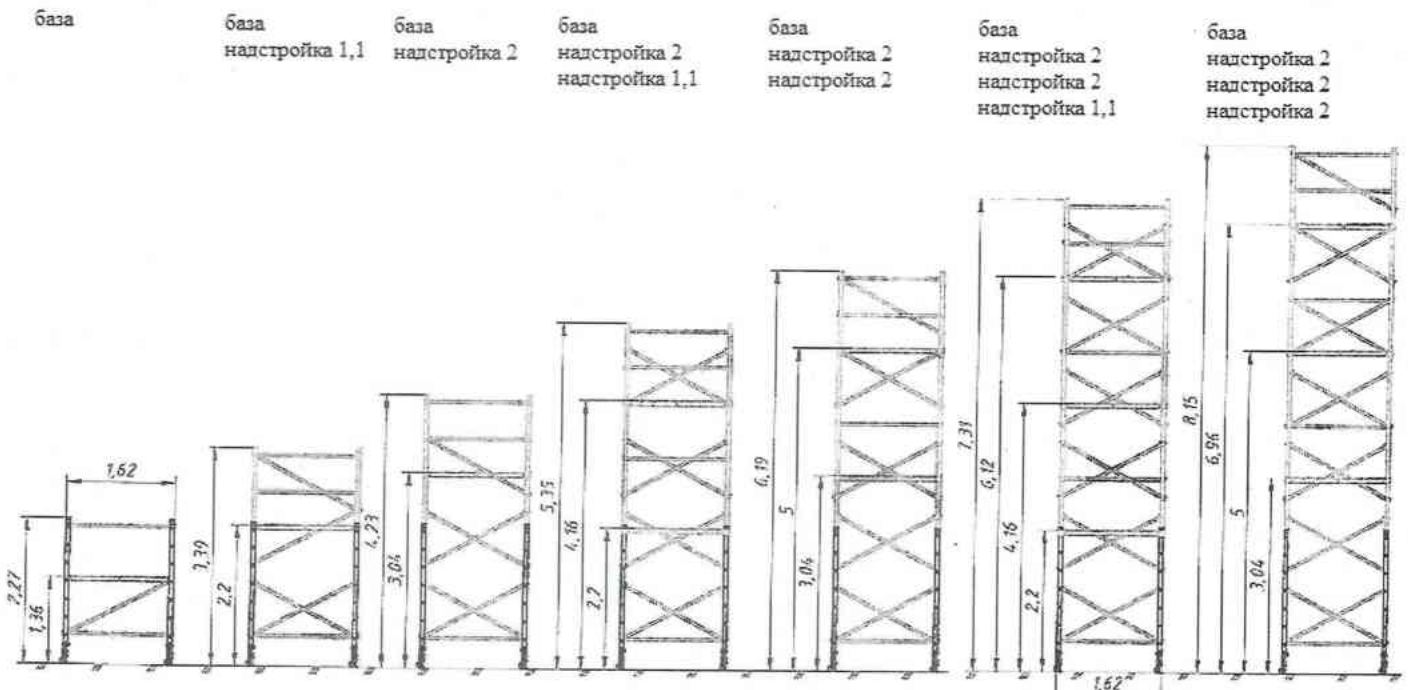 база
база
надстройка 1,1
база
надстройка 2
база
надстройка 2
надстройка 1,1
база
надстройка 2
надстройка 2
база
надстройка 2
надстройка 2
надстройка 1,1
база
надстройка 2
надстройка 2
надстройка 2
1,62
2,27
1,36
3,39
2,2
4,23
3,04
5,35
4,16
2,2
6,19
5
3,04
7,31
6,12
4,16
2,2
1,62
8,15
6,96
5
3,04